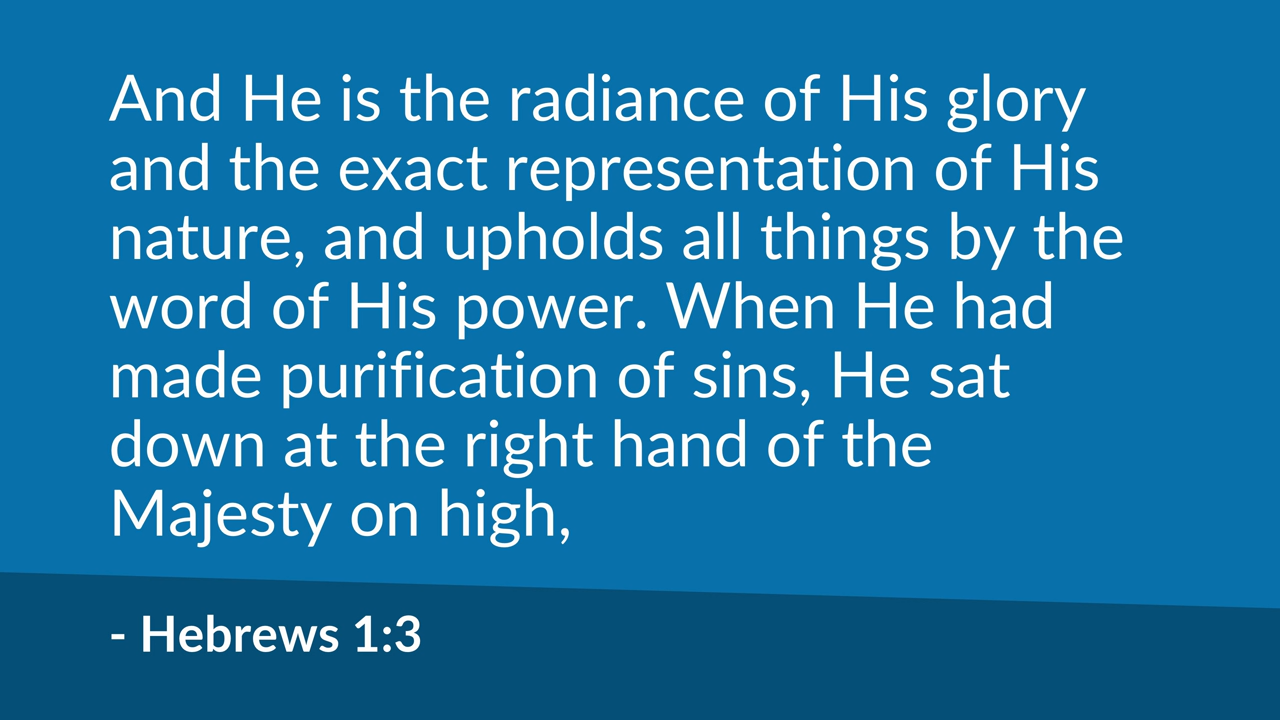 And He is the radiance of His glory
and the exact representation of His
nature, and upholds all things by the
word of His power. When He had
made purification of sins, He sat
down at the right hand of the
Majesty on high,
- Hebrews 1:3